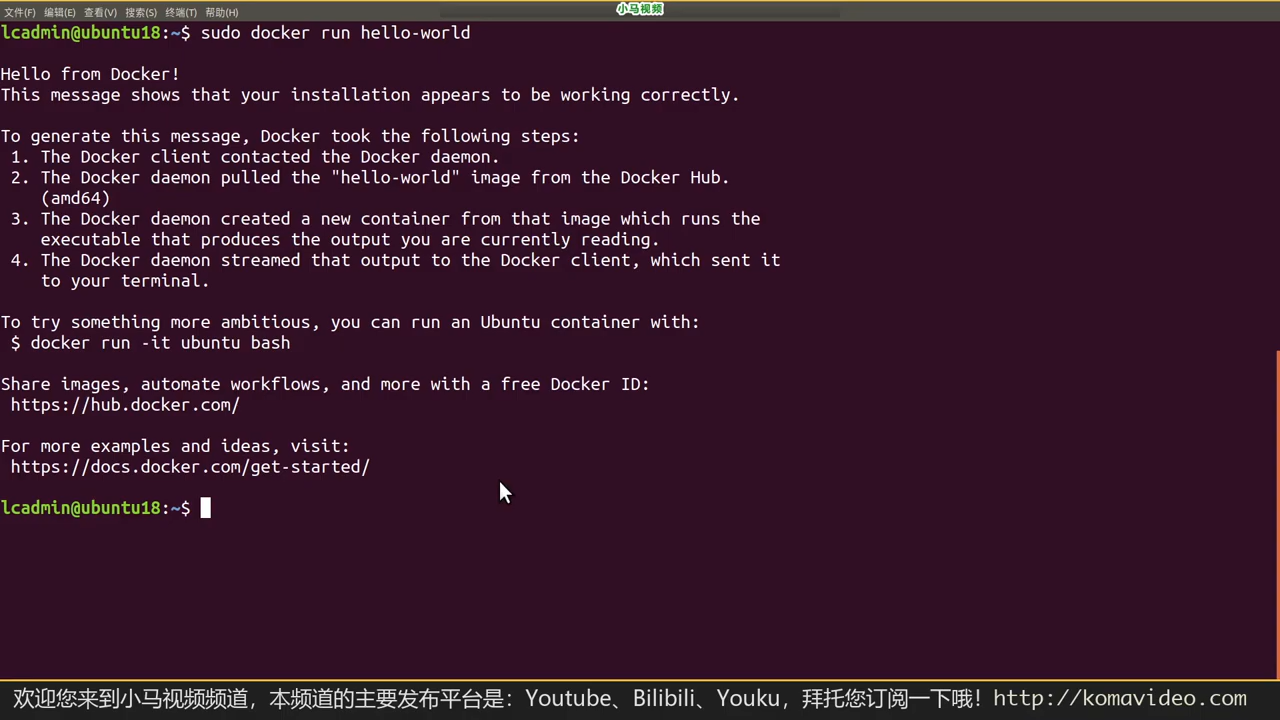 小马视频
文件(F) 编辑(E) 查看(V) 搜索(S) 终端(T) 帮助(H)
lcadmin@ubuntu18:~$ sudo docker run hello-world
Hello from Docker!
This message shows that your installation appears to be working correctly.
To generate this message, Docker took the following steps:
1. The Docker client contacted the Docker daemon.
2. The Docker daemon pulled the "hello-world" image from the Docker Hub.
(amd64)
3. The Docker daemon created a new container from that image which runs the
executable that produces the output you are currently reading.
4. The Docker daemon streamed that output to the Docker client, which sent it
to your terminal.
To try something more ambitious, you can run an Ubuntu container with:
$ docker run -it ubuntu bash
Share images, automate workflows, and more with a free Docker ID:
https://hub.docker.com/
For more examples and ideas, visit:
https://docs.docker.com/get-started/
lcadmin@ubuntu18:~$
欢迎您来到小马视频频道，本频道的主要发布平台是：Youtube、Bilibili、Youku，拜托您订阅一下哦！http://komavideo.com